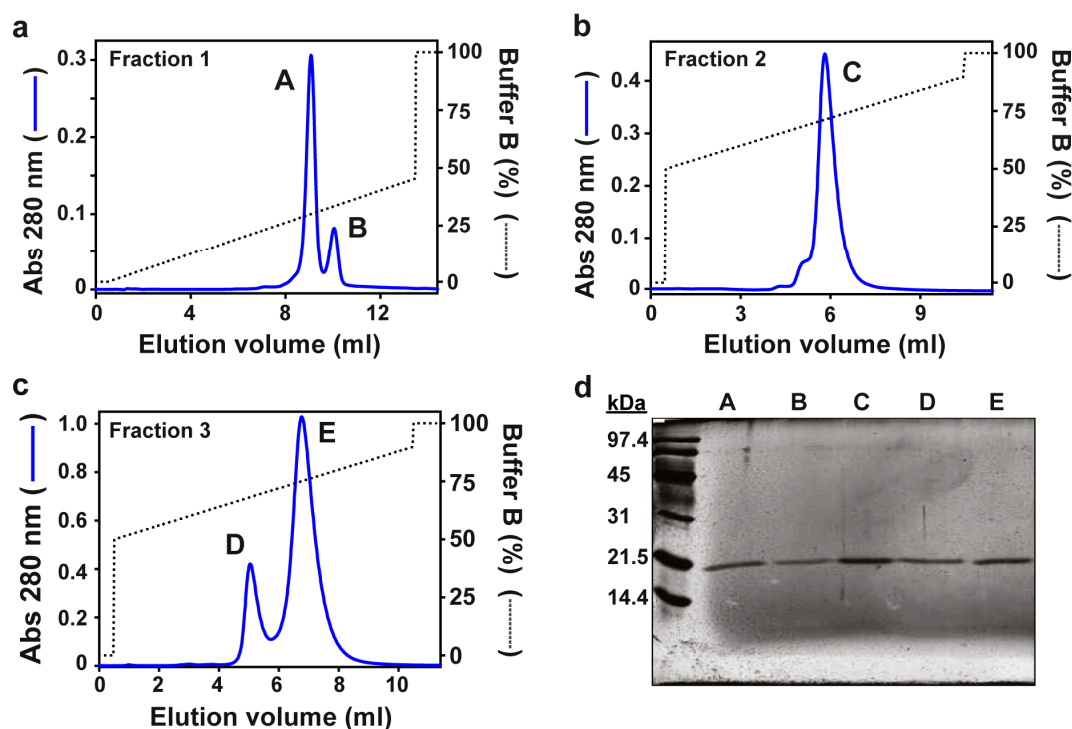 a
Fraction 1
A
B
0.3
0.2
0.1
0
0 4 8 12
100
75
50
25
0
Abs 280 nm (
)
Buffer B (%) (
)
Elution volume (ml)
b
Fraction 2
C
0.4
0.3
0.2
0.1
0
0 3 6 9
100
75
50
25
0
Abs 280 nm (
)
Buffer B (%) (
)
Elution volume (ml)
c
Fraction 3
D
E
1.0
0.8
0.6
0.4
0.2
0
0 2 4 6 8 10
100
75
50
25
0
Abs 280 nm (
)
Buffer B (%) (
)
Elution volume (ml)
d
kDa
A B C D E
97.4
45
31
21.5
14.4